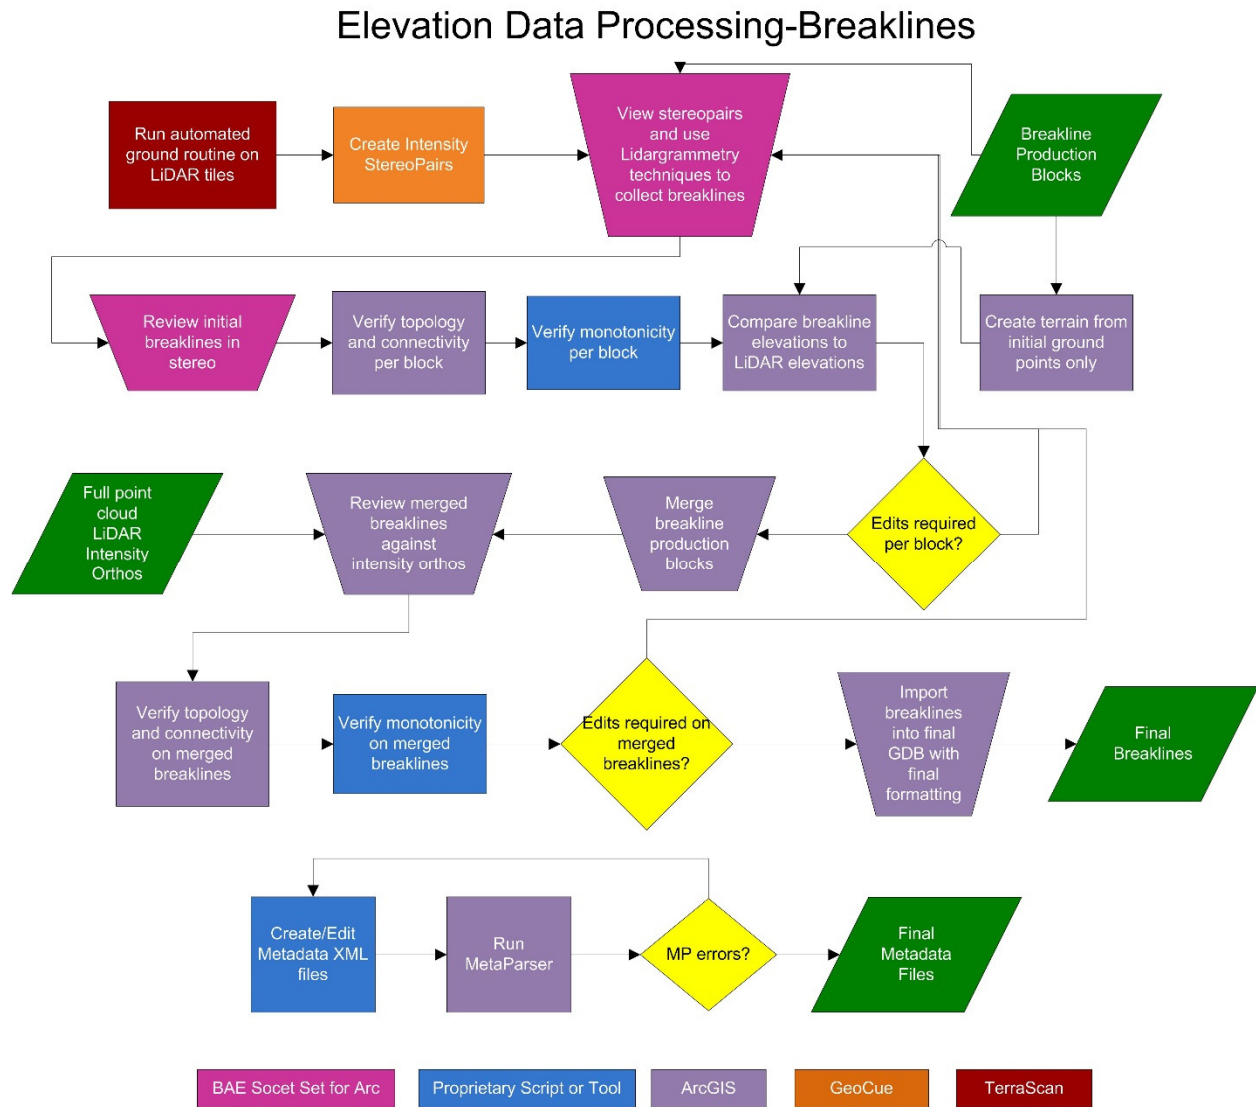 Elevation Data Processing-Breaklines
Run automated
ground routine on
LiDAR tiles
Create Intensity
StereoPairs
View stereopairs
and use
Lidargrammetry
techniques to
collect breaklines
Breakline
Production
Blocks
Review initial
breaklines in
stereo
Verify topology
and connectivity
per block
Verify monotonicity
per block
Compare breakline
elevations to
LiDAR elevations
Create terrain from
initial ground
points only
Full point
cloud
LiDAR
Intensity
Orthos
Review merged
breaklines
against
intensity orthos
Merge
breakline
production
blocks
Edits required
per block?
Verify topology
and connectivity
on merged
breaklines
Verify monotonicity
on merged
breaklines
Edits required on
merged
breaklines?
Import
breaklines
into final
GDB with
final
formatting
Final
Breaklines
Create/Edit
Metadata XML
files
Run
MetaParser
MP errors?
Final
Metadata
Files
BAE Socet Set for Arc
Proprietary Script or Tool
ArcGIS
GeoCue
TerraScan